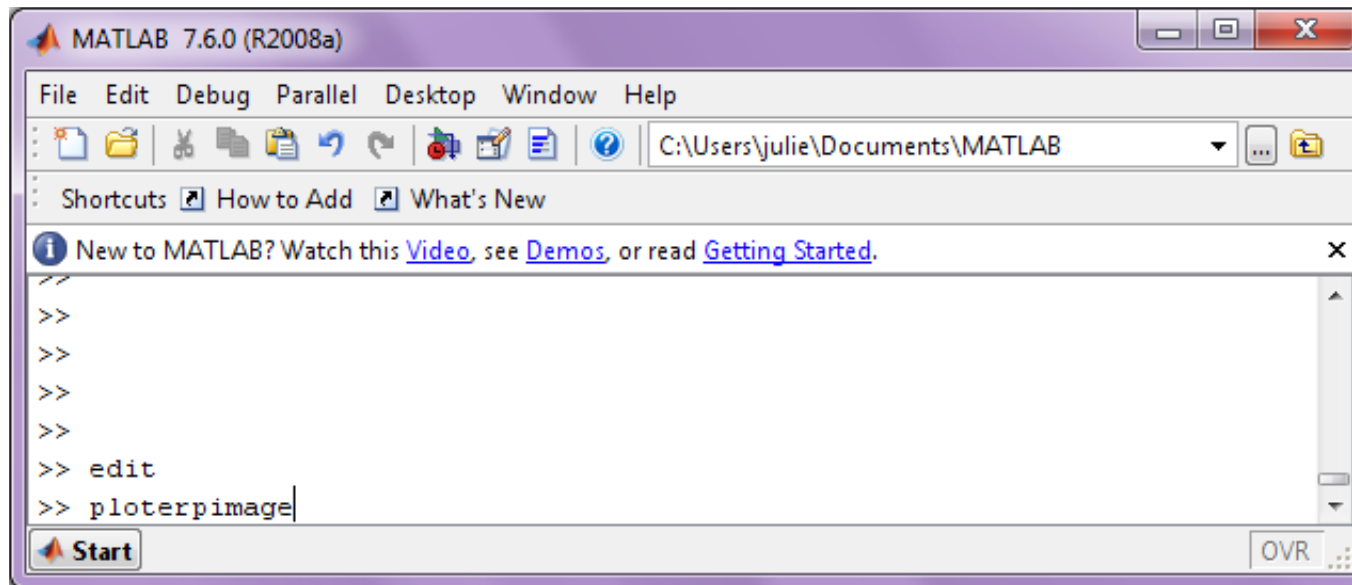 MATLAB 7.6.0 (R2008a)
File Edit Debug Parallel Desktop Window Help
C:\Users\julie\Documents\MATLAB ...
Shortcuts How to Add What's New
New to MATLAB? Watch this Video, see Demos, or read Getting Started.
>>
>>
>>
>>
>>
>> edit
>> ploterpimage
Start OVR